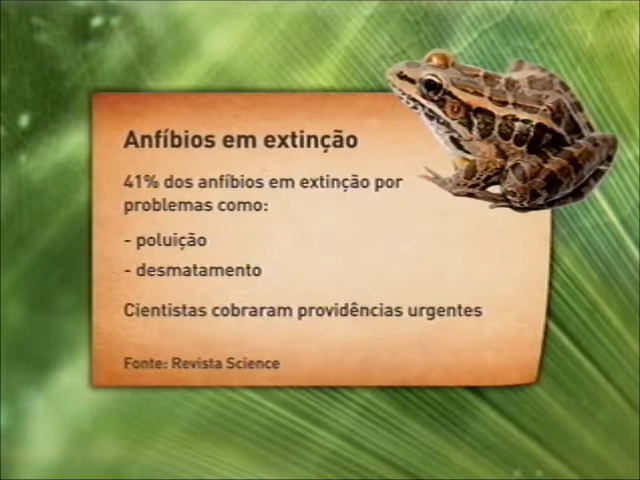 Anfíbios em extinção
41% dos anfíbios em extinção por
problemas como:
- poluição
- desmatamento
Cientistas cobraram providências urgentes
Fonte: Revista Science